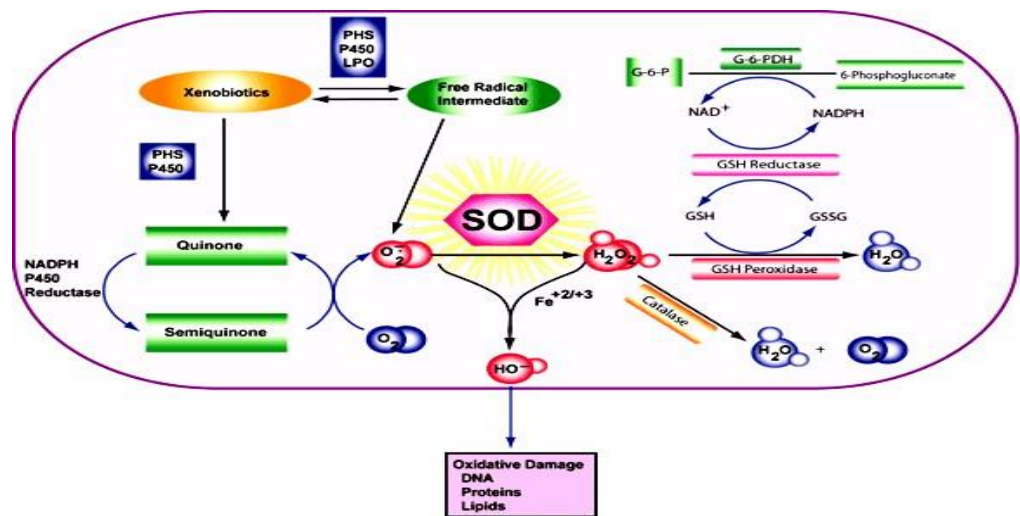 PHS
P450
LPO
Xenobiotics
Free Radical
Intermediate
G-6-P
G-6-PDH
6-Phosphogluconate
NAD+
NADPH
GSH Reductase
PHS
P450
GSH
GSSG
SOD
Quinone
O2-
H2O2
GSH Peroxidase
H2O
NADPH
P450
Reductase
Fe+2/+3
Catalase
Semiquinone
O2
H2O + O2
HO-
Oxidative Damage
DNA
Proteins
Lipids